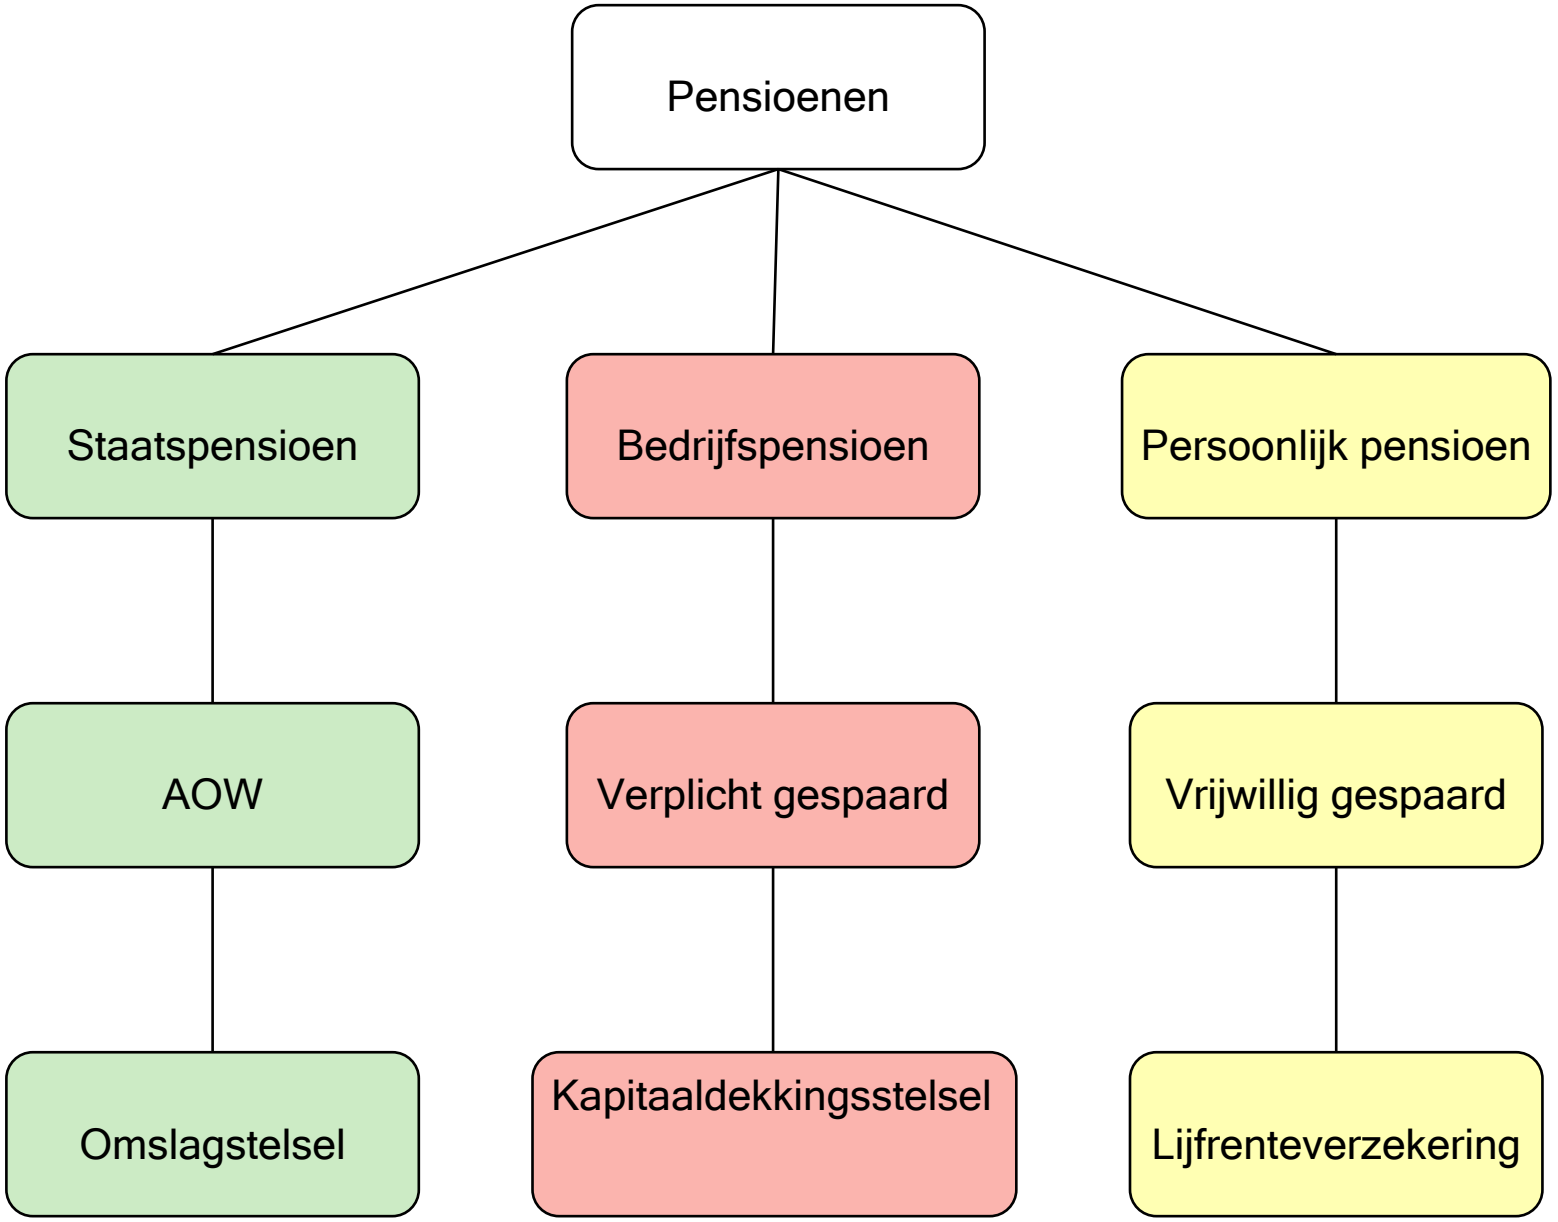 Pensioenen
Staatspensioen
Bedrijfspensioen
Persoonlijk pensioen
AOW
Verplicht gespaard
Vrijwillig gespaard
Omslagstelsel
Kapitaaldekkingsstelsel
Lijfrenteverzekering